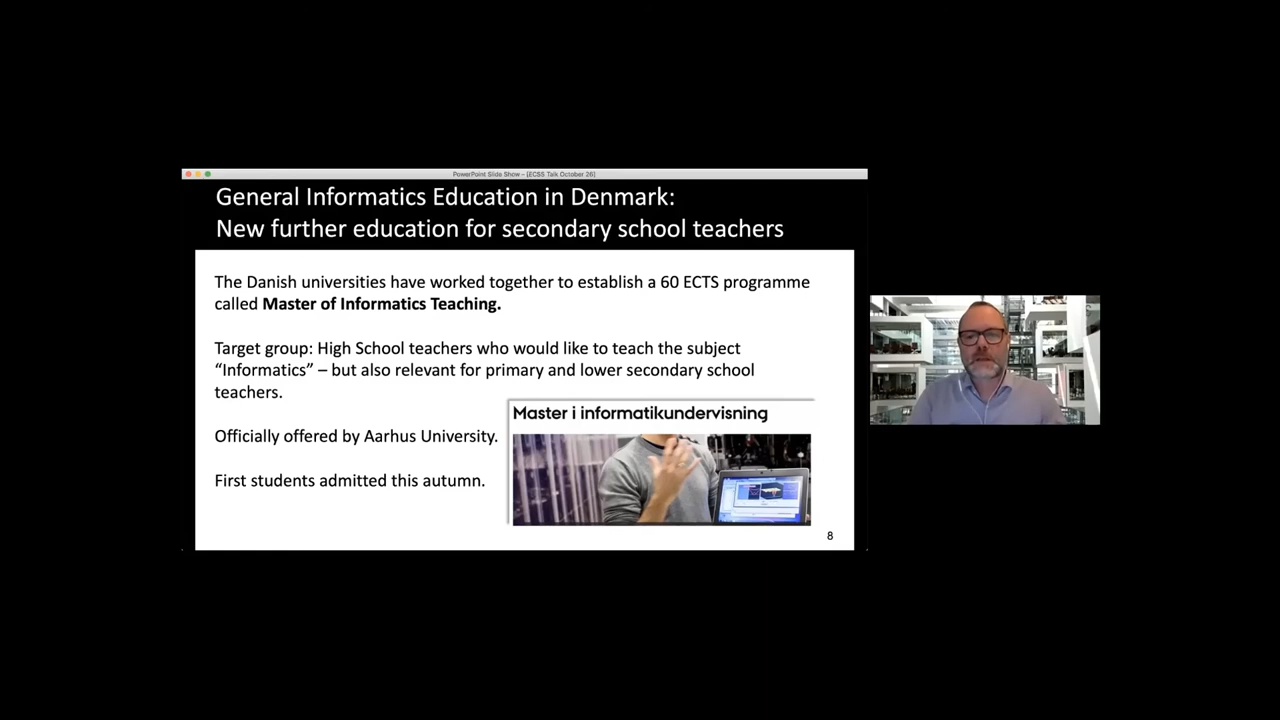 PowerPoint Slide Show - [ECSS Talk October 26]
General Informatics Education in Denmark:
New further education for secondary school teachers
The Danish universities have worked together to establish a 60 ECTS programme
called Master of Informatics Teaching.
Target group: High School teachers who would like to teach the subject
“Informatics” – but also relevant for primary and lower secondary school
teachers.
Master i informatikundervisning
Officially offered by Aarhus University.
First students admitted this autumn.
8